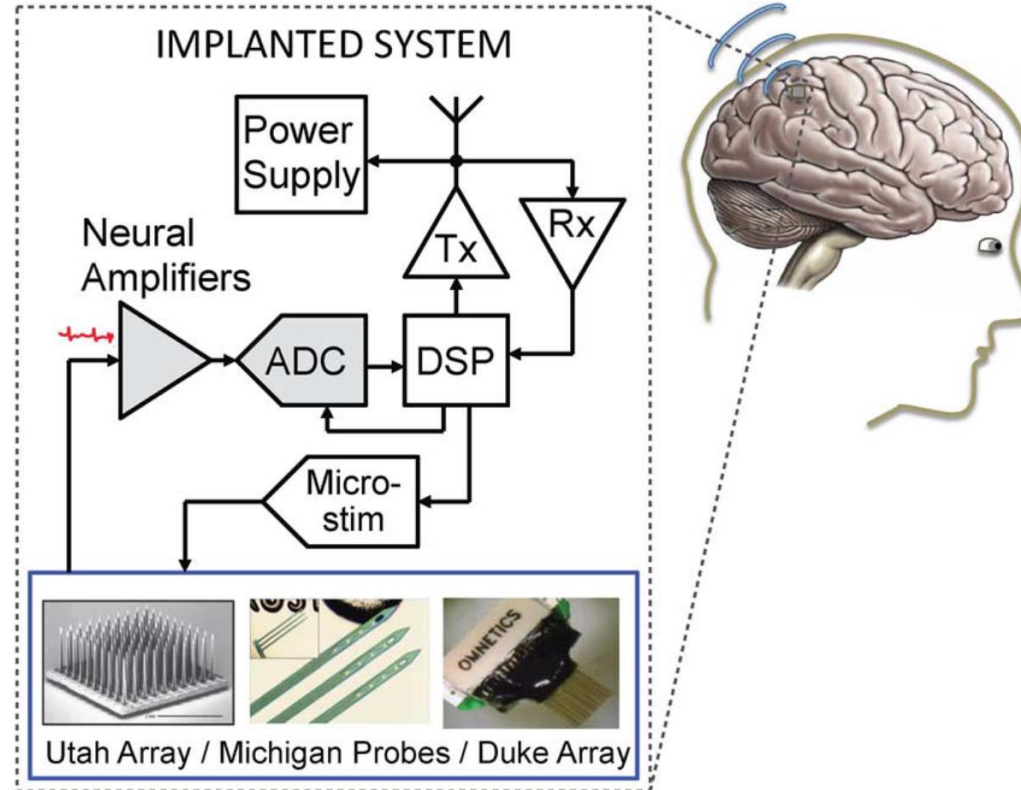 IMPLANTED SYSTEM
Power
Supply
Tx
Rx
Neural
Amplifiers
ADC
DSP
Micro-
stim
OMNETICS
Utah Array / Michigan Probes / Duke Array